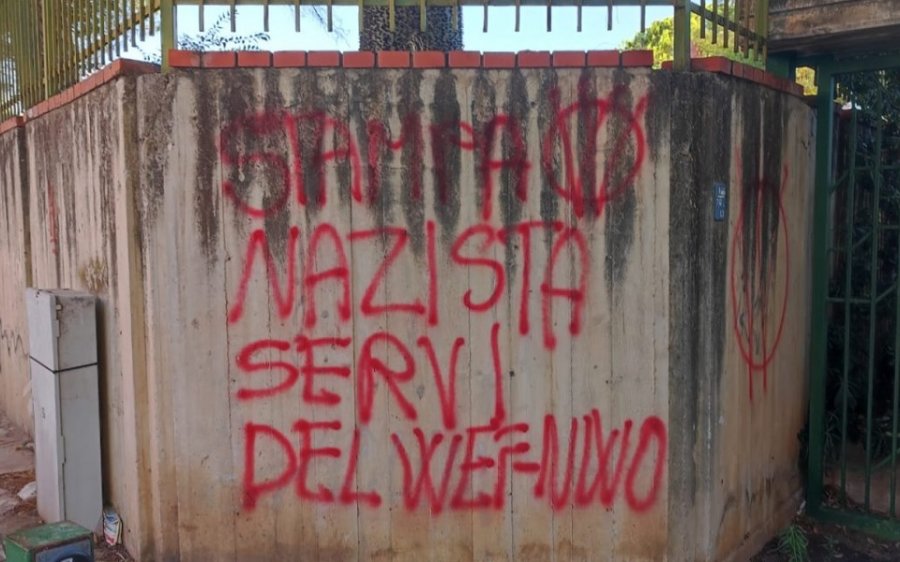 STAMPA
NAZISTA
SERVI
DEL WEF-NWO